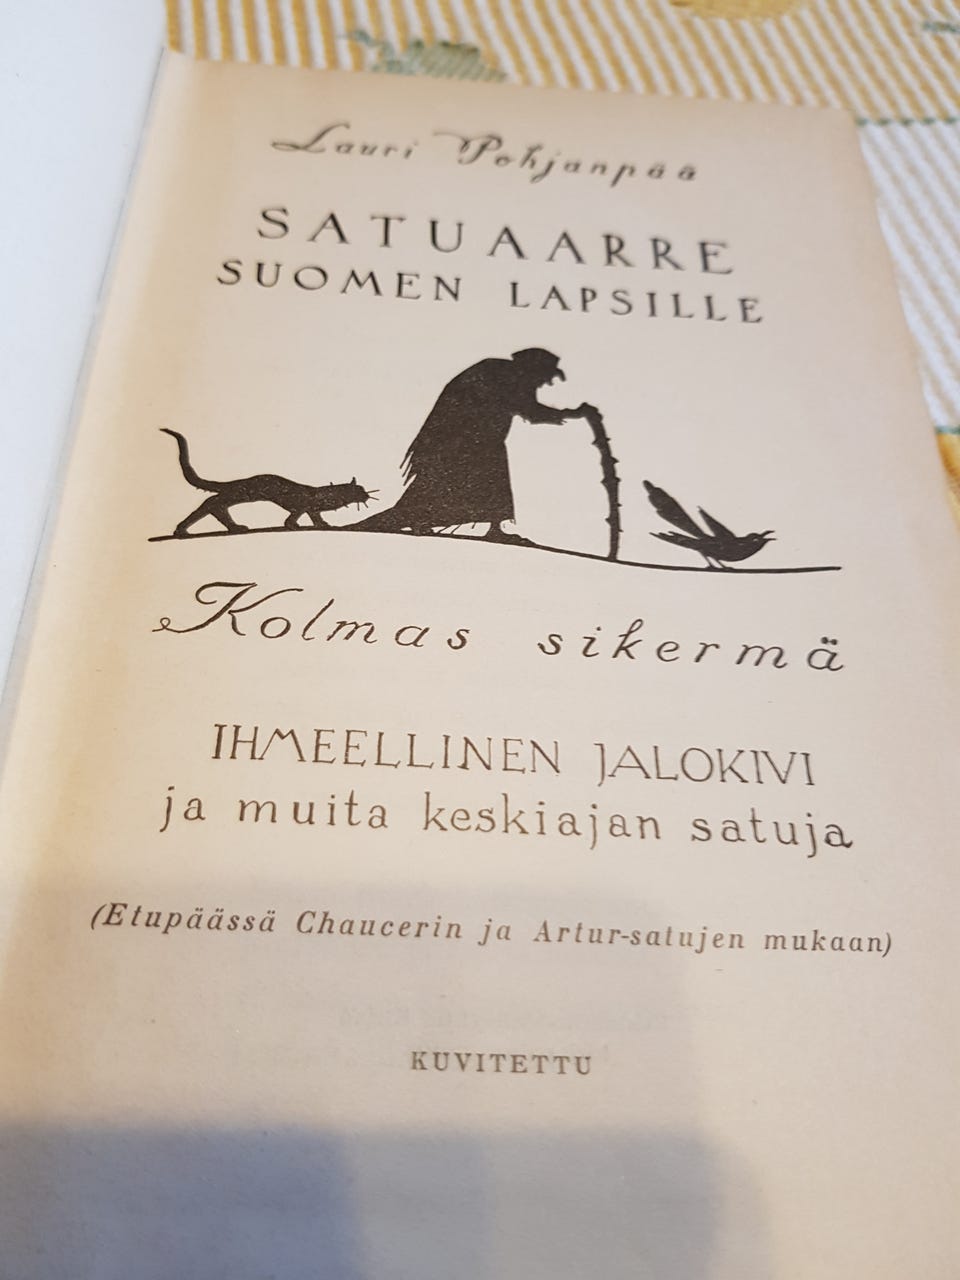 Lauri Pohjanpää
SATUAARRE
SUOMEN LAPSILLE
Kolmas sikermä
IHMEELLINEN JALOKIVI
ja muita keskiajan satuja
(Etupäässä Chaucerin ja Artur-satujen mukaan)
KUVITETTU